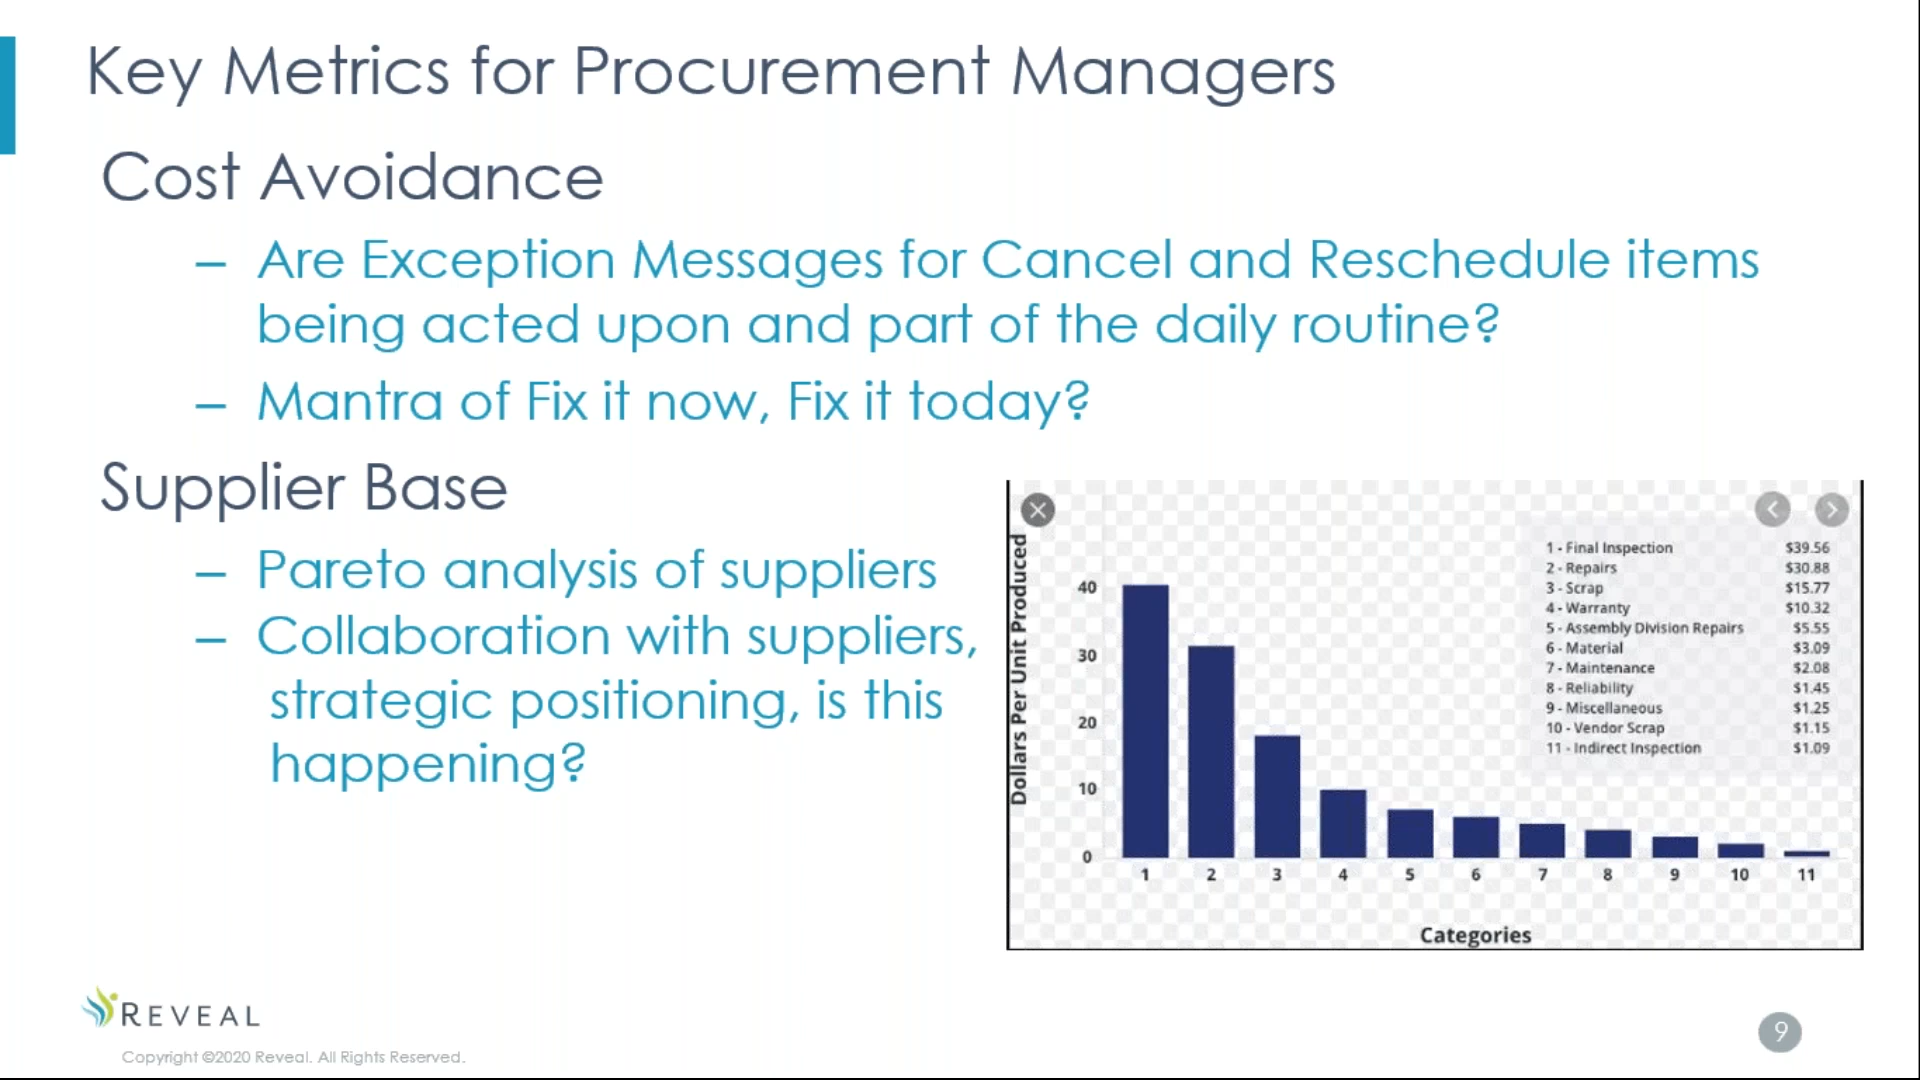 Key Metrics for Procurement Managers
Cost Avoidance
– Are Exception Messages for Cancel and Reschedule items
being acted upon and part of the daily routine?
– Mantra of Fix it now, Fix it today?
Supplier Base
– Pareto analysis of suppliers
– Collaboration with suppliers,
strategic positioning, is this
happening?
Dollars Per Unit Produced
40
30
20
10
0
1 - Final Inspection $39.56
2 - Repairs $30.88
3 - Scrap $15.77
4 - Warranty $10.32
5 - Assembly Division Repairs $5.55
6 - Material $3.09
7 - Maintenance $2.08
8 - Reliability $1.45
9 - Miscellaneous $1.25
10 - Vendor Scrap $1.15
11 - Indirect Inspection $1.09
1 2 3 4 5 6 7 8 9 10 11
Categories
REVEAL
Copyright ©2020 Reveal. All Rights Reserved.
9